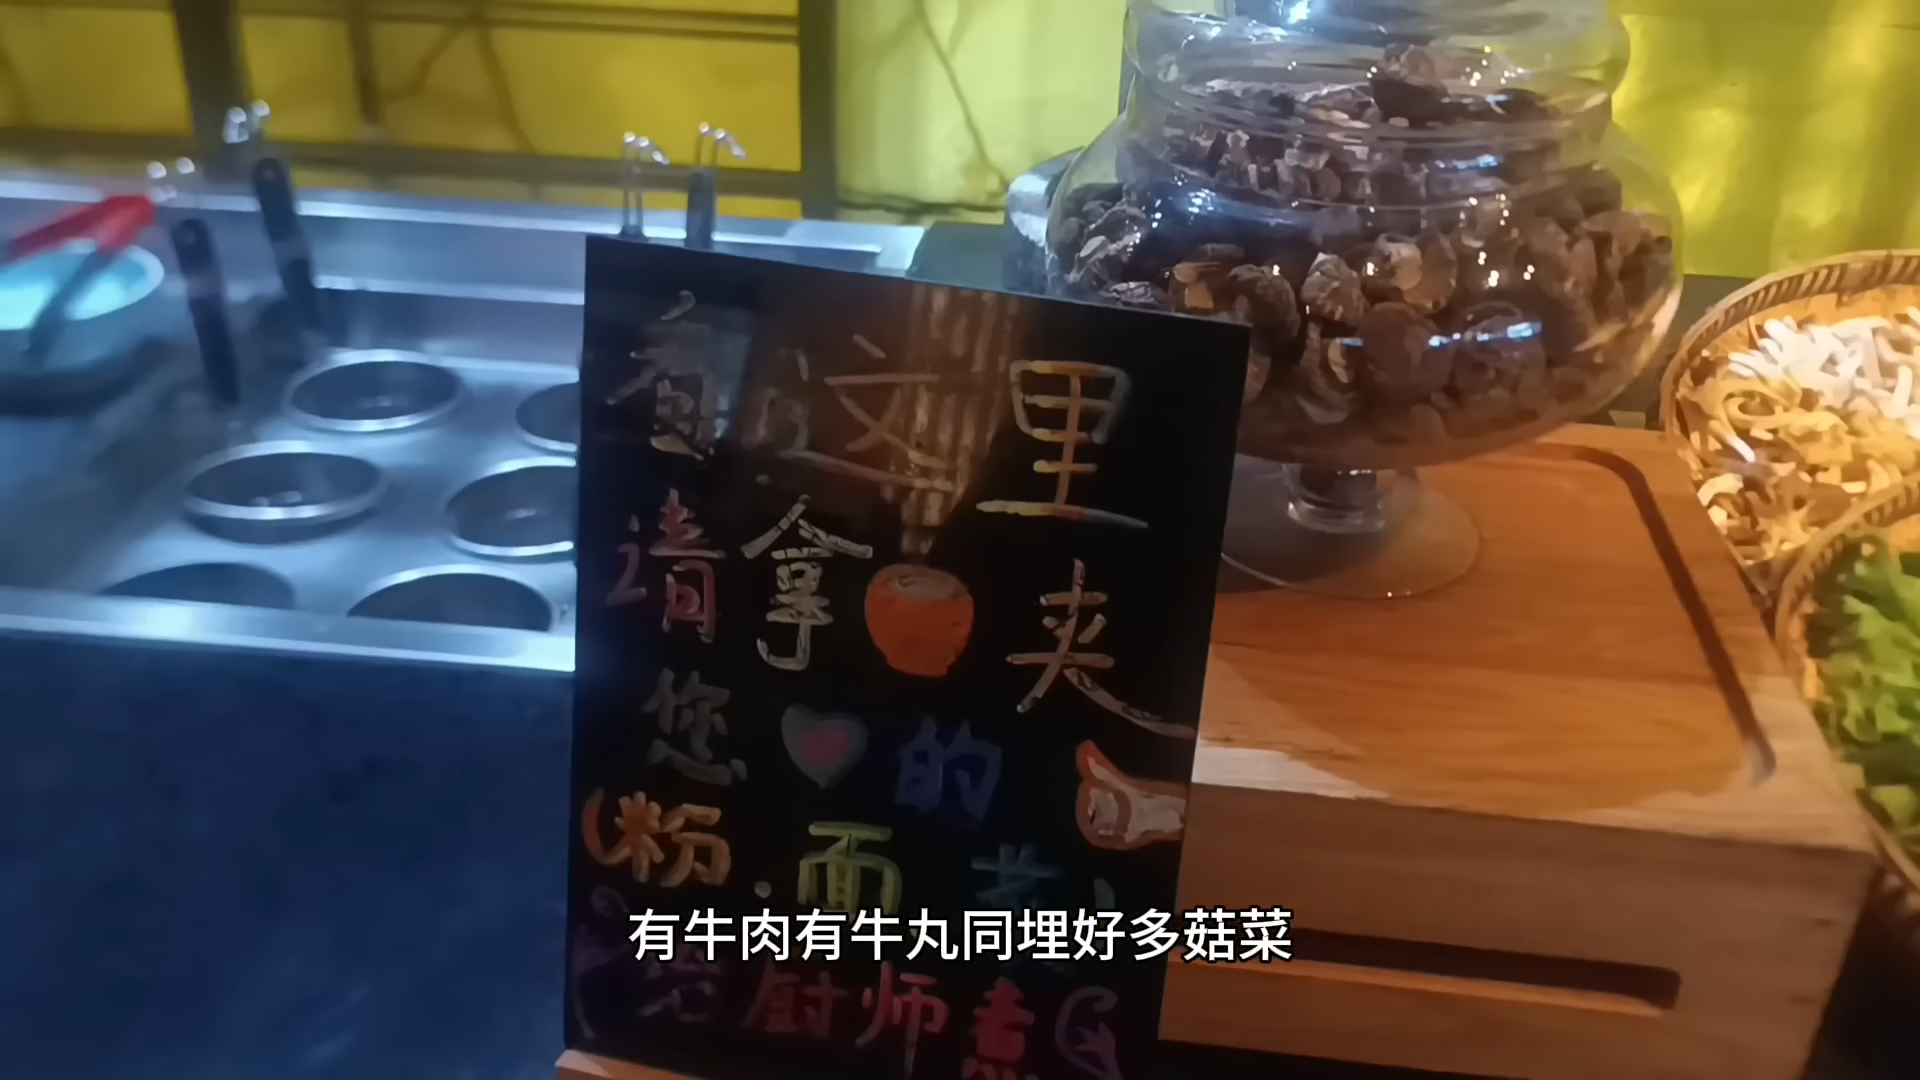 这里
请拿夹
您的
(粉.面.菜)
给厨师煮
有牛肉有牛丸同埋好多菇菜